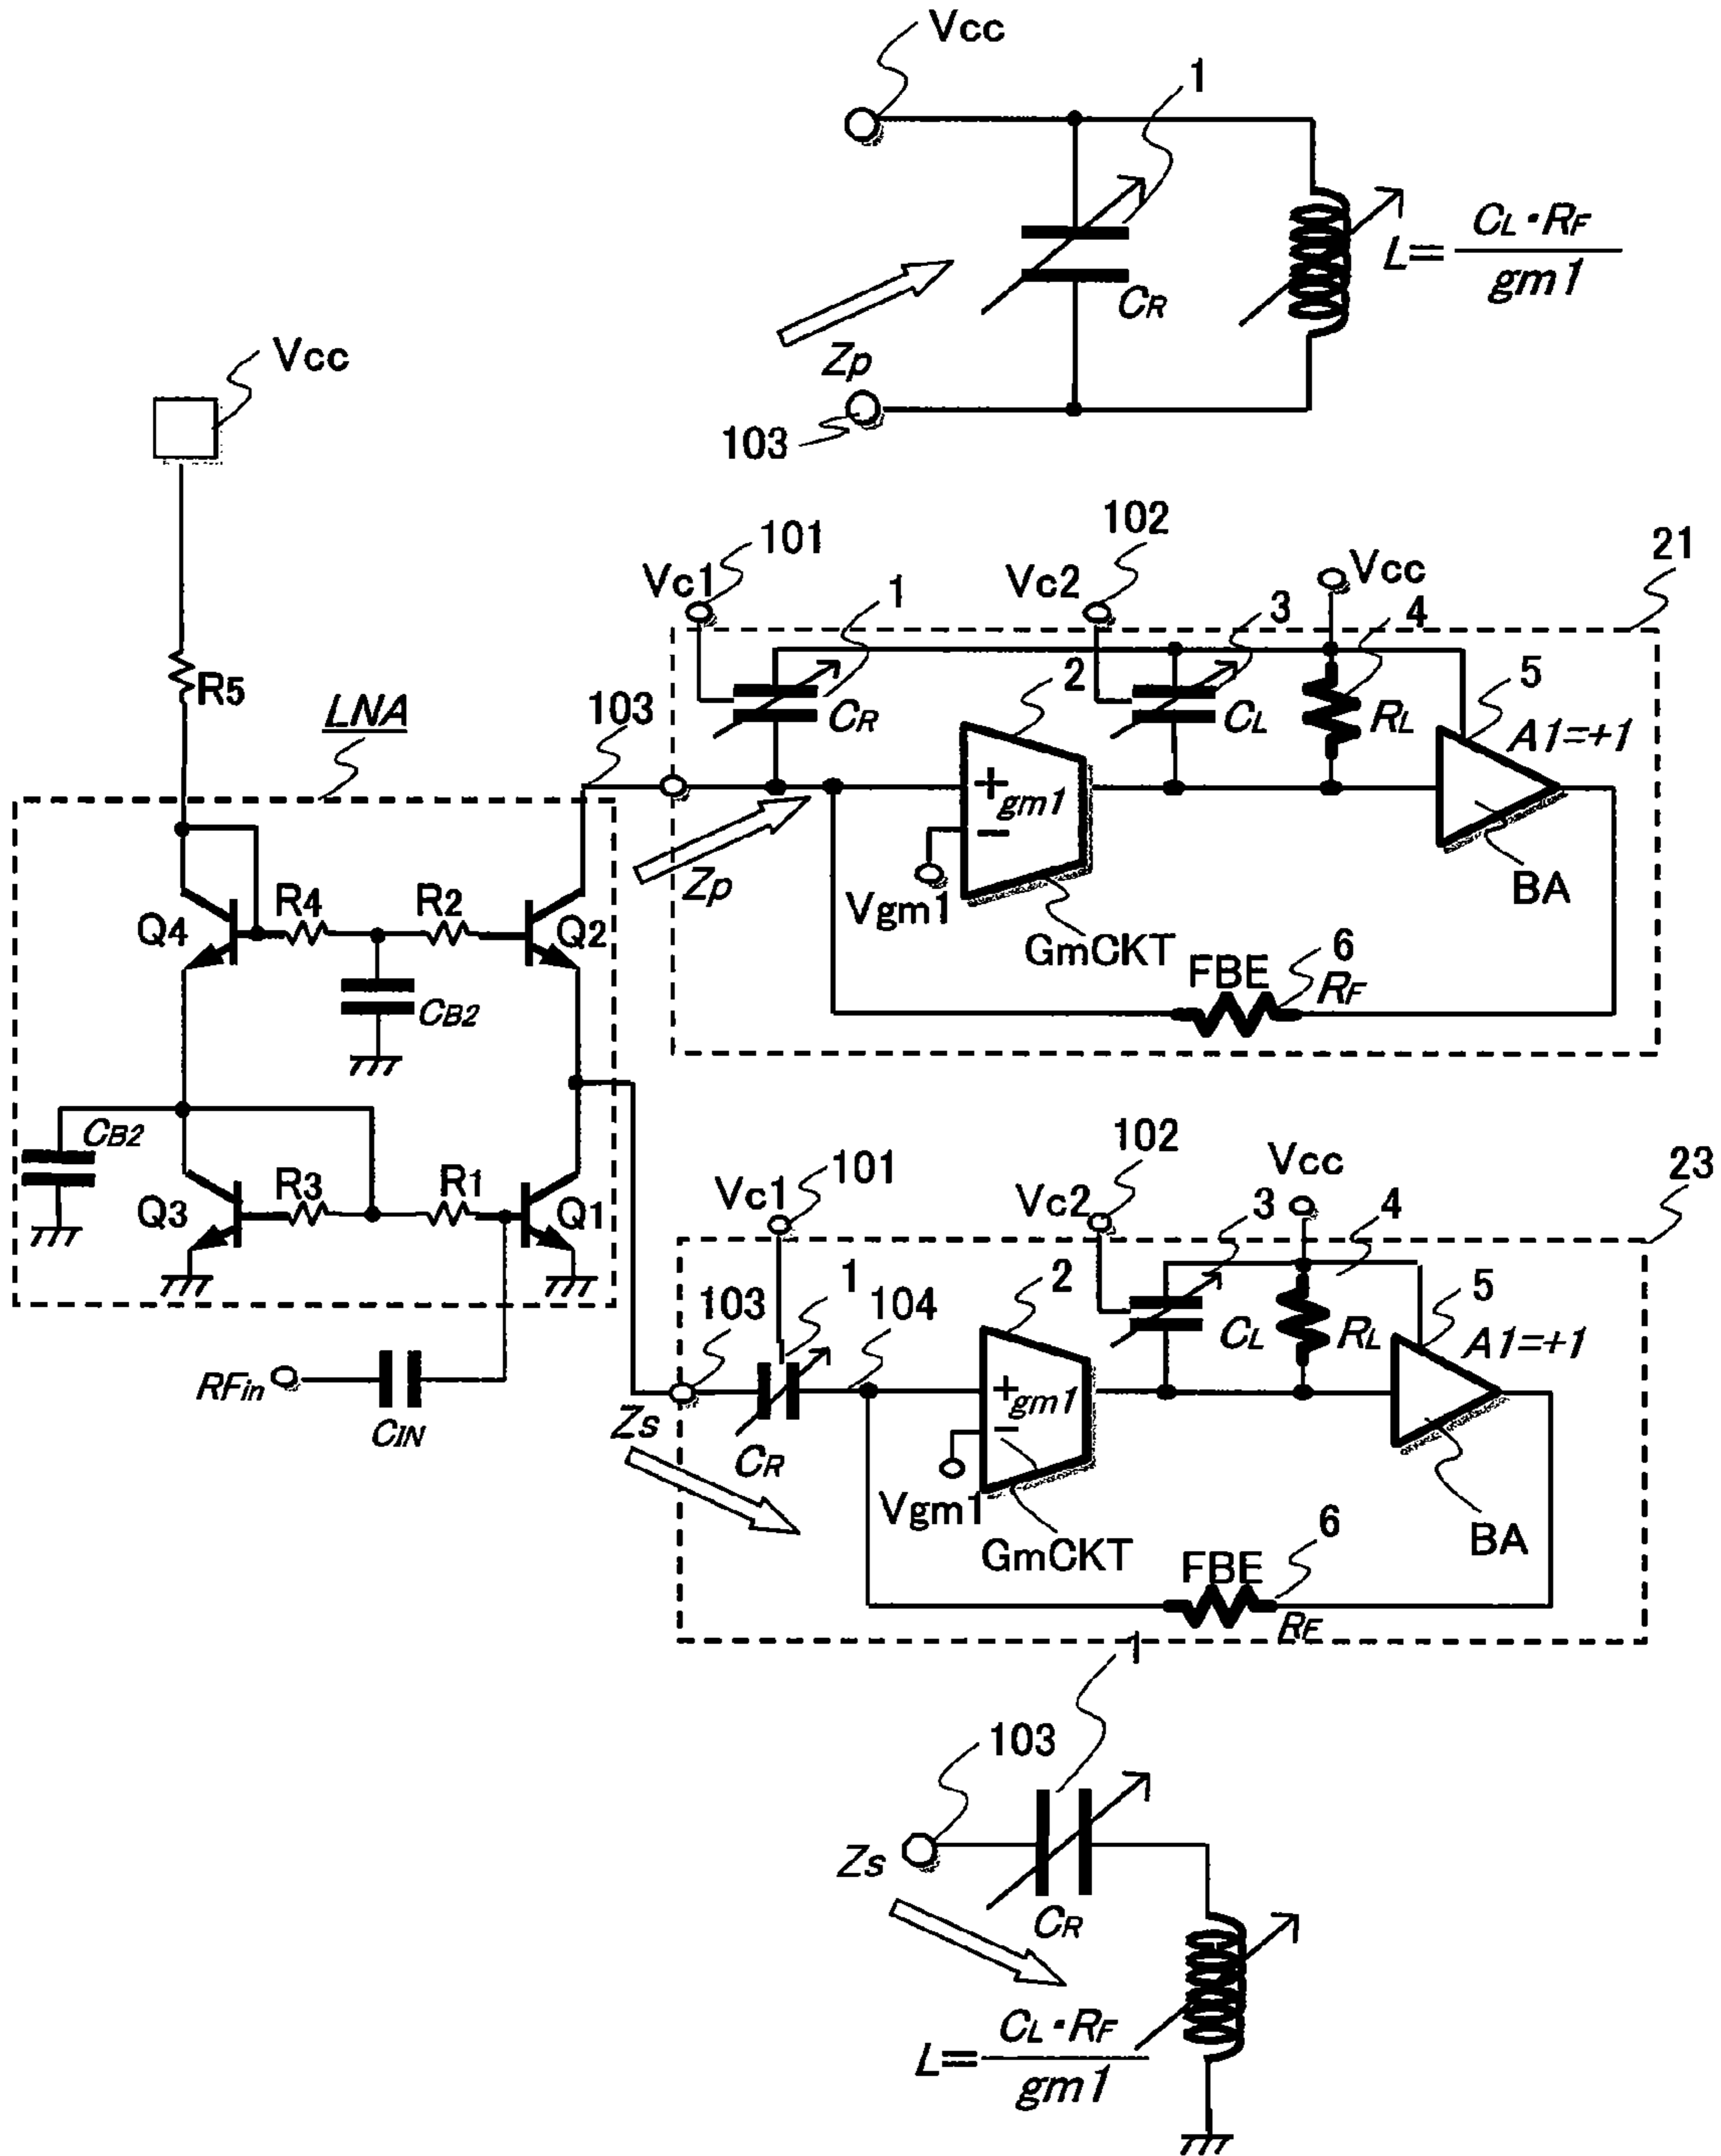 Vcc
1
CR
L= CL·RF / gm1
Zp
103
Vcc
R5
LNA
101
Vc1
1
102
Vc2
3
Vcc
4
21
103
CR
2
CL
RL
5
A1=+1
+
gm1
−
Zp
Vgm1
GmCKT
BA
FBE
6
RF
Q4
R4
R2
Q2
CB2
CB2
Q3
R3
R1
Q1
RFin
CIN
101
Vc1
102
Vc2
Vcc
23
103
1
104
2
3
4
5
A1=+1
CL
RL
+
gm1
−
Zs
CR
Vgm1
GmCKT
BA
FBE
6
RF
1
103
Zs
CR
L= CL·RF / gm1